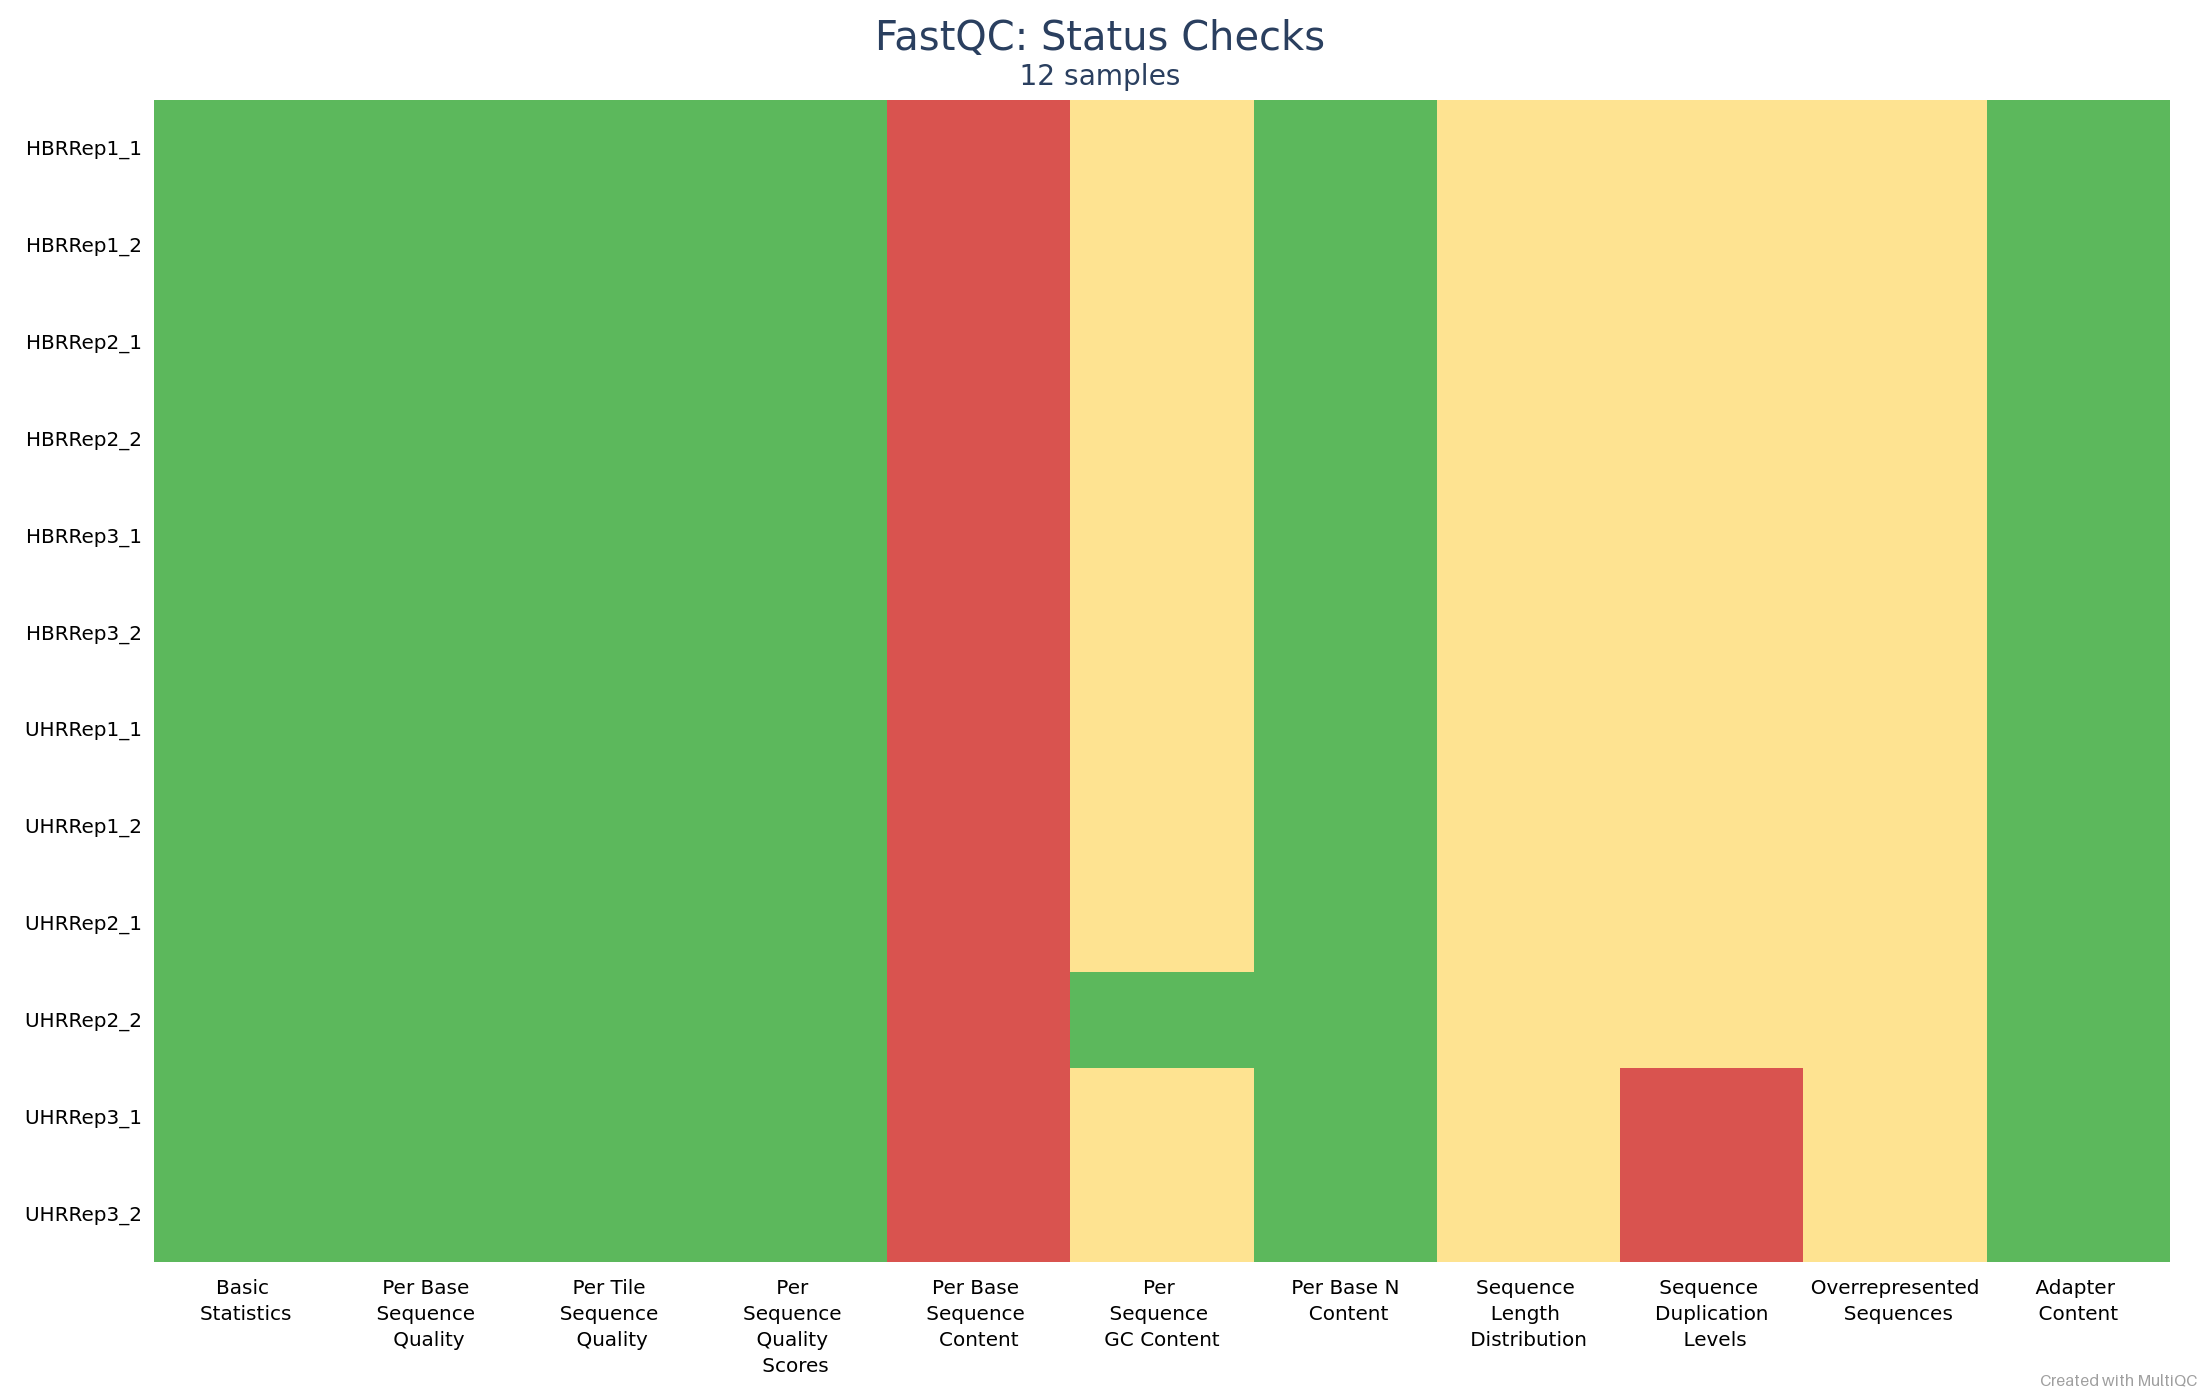 FastQC: Status Checks
12 samples
HBRRep1_1
HBRRep1_2
HBRRep2_1
HBRRep2_2
HBRRep3_1
HBRRep3_2
UHRRep1_1
UHRRep1_2
UHRRep2_1
UHRRep2_2
UHRRep3_1
UHRRep3_2
Basic
Statistics
Per Base
Sequence
Quality
Per Tile
Sequence
Quality
Per
Sequence
Quality
Scores
Per Base
Sequence
Content
Per
Sequence
GC Content
Per Base N
Content
Sequence
Length
Distribution
Sequence
Duplication
Levels
Overrepresented
Sequences
Adapter
Content
Created with MultiQC